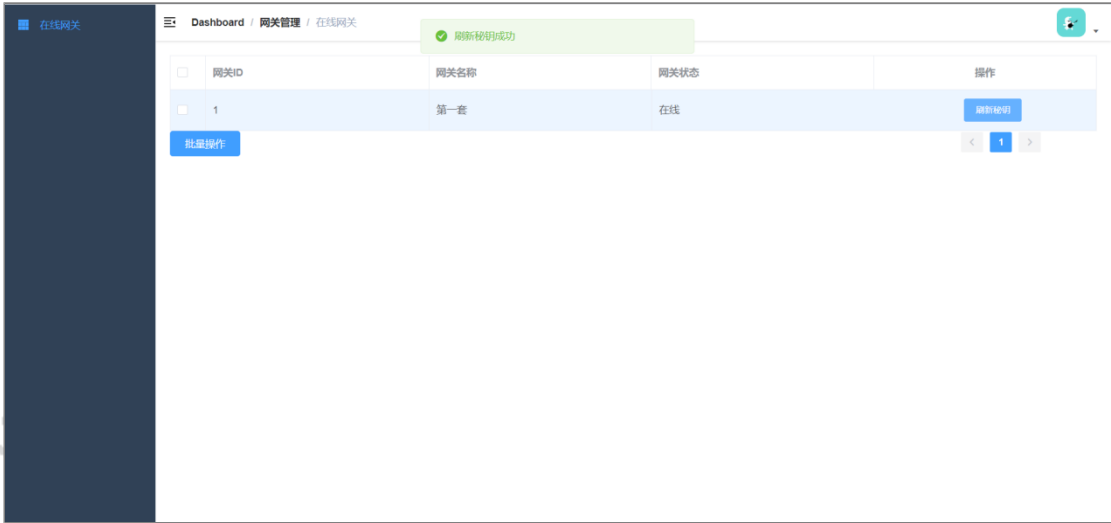 在线网关
Dashboard / 网关管理 / 在线网关
刷新秘钥成功
网关ID 网关名称 网关状态 操作
1 第一套 在线 刷新秘钥
批量操作 < 1 >